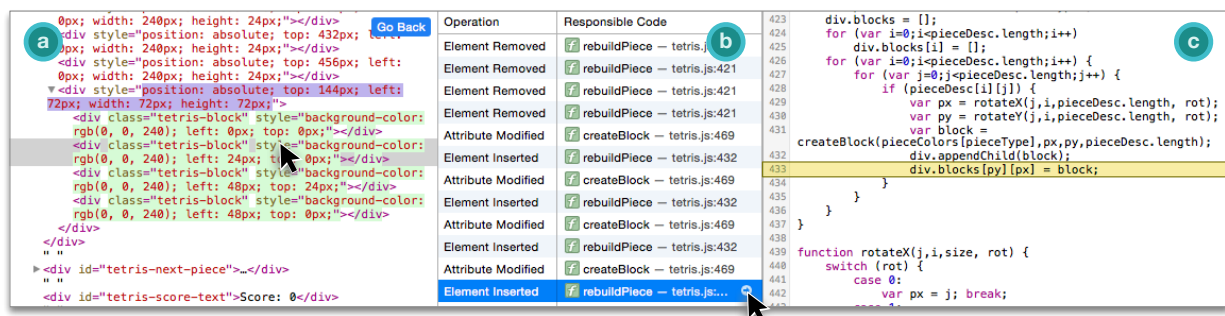 0px; width: 240px; height: 24px;"></div>
Go Back
<div style="position: absolute; top: 432px; left:
0px; width: 240px; height: 24px;"></div>
<div style="position: absolute; top: 456px; left:
0px; width: 240px; height: 24px;"></div>
▼<div style="position: absolute; top: 144px; left:
72px; width: 72px; height: 72px;">
<div class="tetris-block" style="background-color:
rgb(0, 0, 240); left: 0px; top: 0px;"></div>
<div class="tetris-block" style="background-color:
rgb(0, 0, 240); left: 24px; top: 0px;"></div>
<div class="tetris-block" style="background-color:
rgb(0, 0, 240); left: 48px; top: 24px;"></div>
<div class="tetris-block" style="background-color:
rgb(0, 0, 240); left: 48px; top: 0px;"></div>
</div>
</div>
" "
▶<div id="tetris-next-piece">…</div>
" "
<div id="tetris-score-text">Score: 0</div>
a
Operation Responsible Code
b
Element Removed f rebuildPiece — tetris.js:421
Element Removed f rebuildPiece — tetris.js:421
Element Removed f rebuildPiece — tetris.js:421
Element Removed f rebuildPiece — tetris.js:421
Attribute Modified f createBlock — tetris.js:469
Element Inserted f rebuildPiece — tetris.js:432
Attribute Modified f createBlock — tetris.js:469
Element Inserted f rebuildPiece — tetris.js:432
Attribute Modified f createBlock — tetris.js:469
Element Inserted f rebuildPiece — tetris.js:432
Attribute Modified f createBlock — tetris.js:469
Element Inserted f rebuildPiece — tetris.js:...
c
423 div.blocks = [];
424 for (var i=0;i<pieceDesc.length;i++)
425 div.blocks[i] = [];
426 for (var i=0;i<pieceDesc.length;i++) {
427 for (var j=0;j<pieceDesc.length;j++) {
428 if (pieceDesc[i][j]) {
429 var px = rotateX(j,i,pieceDesc.length, rot);
430 var py = rotateY(j,i,pieceDesc.length, rot);
431 var block =
createBlock(pieceColors[pieceType],px,py,pieceDesc.length);
432 div.appendChild(block);
433 div.blocks[py][px] = block;
434 }
435 }
436 }
437 }
438
439 function rotateX(j,i,size, rot) {
440 switch (rot) {
441 case 0:
442 var px = j; break;